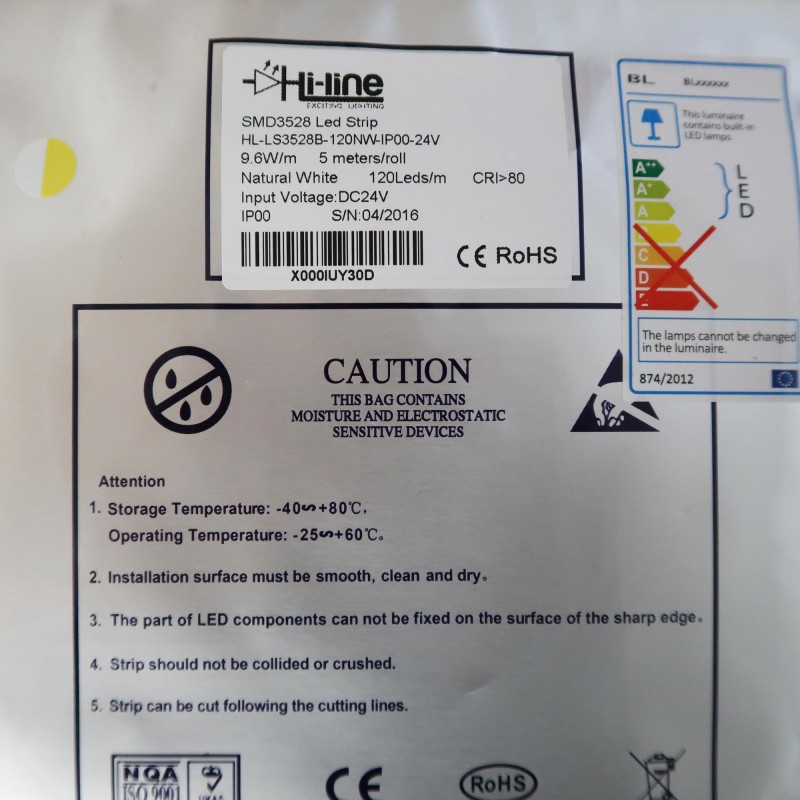 Hi-line
EXCITING LIGHTING
SMD3528 Led Strip
HL-LS3528B-120NW-IP00-24V
9.6W/m 5 meters/roll
Natural White 120Leds/m CRI>80
Input Voltage:DC24V
IP00 S/N:04/2016
X000IUY30D
CE RoHS
BL BLxxxxxx
This luminaire
contains built-in
LED lamps.
A++
A+
A
C
D
L
E
D
The lamps cannot be changed
in the luminaire.
874/2012
CAUTION
THIS BAG CONTAINS
MOISTURE AND ELECTROSTATIC
SENSITIVE DEVICES
Attention
1. Storage Temperature: -40∽+80℃,
Operating Temperature: -25∽+60℃。
2. Installation surface must be smooth, clean and dry。
3. The part of LED components can not be fixed on the surface of the sharp edge。
4. Strip should not be collided or crushed.
5. Strip can be cut following the cutting lines.
NQA
ISO 9001
UKAS
CE
RoHS